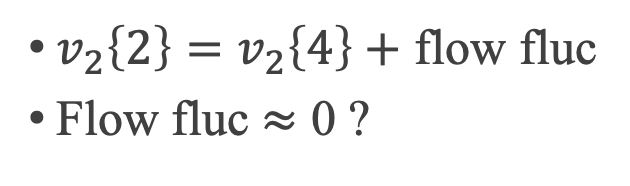 • v₂{2} = v₂{4} + flow fluc
• Flow fluc ≈ 0 ?